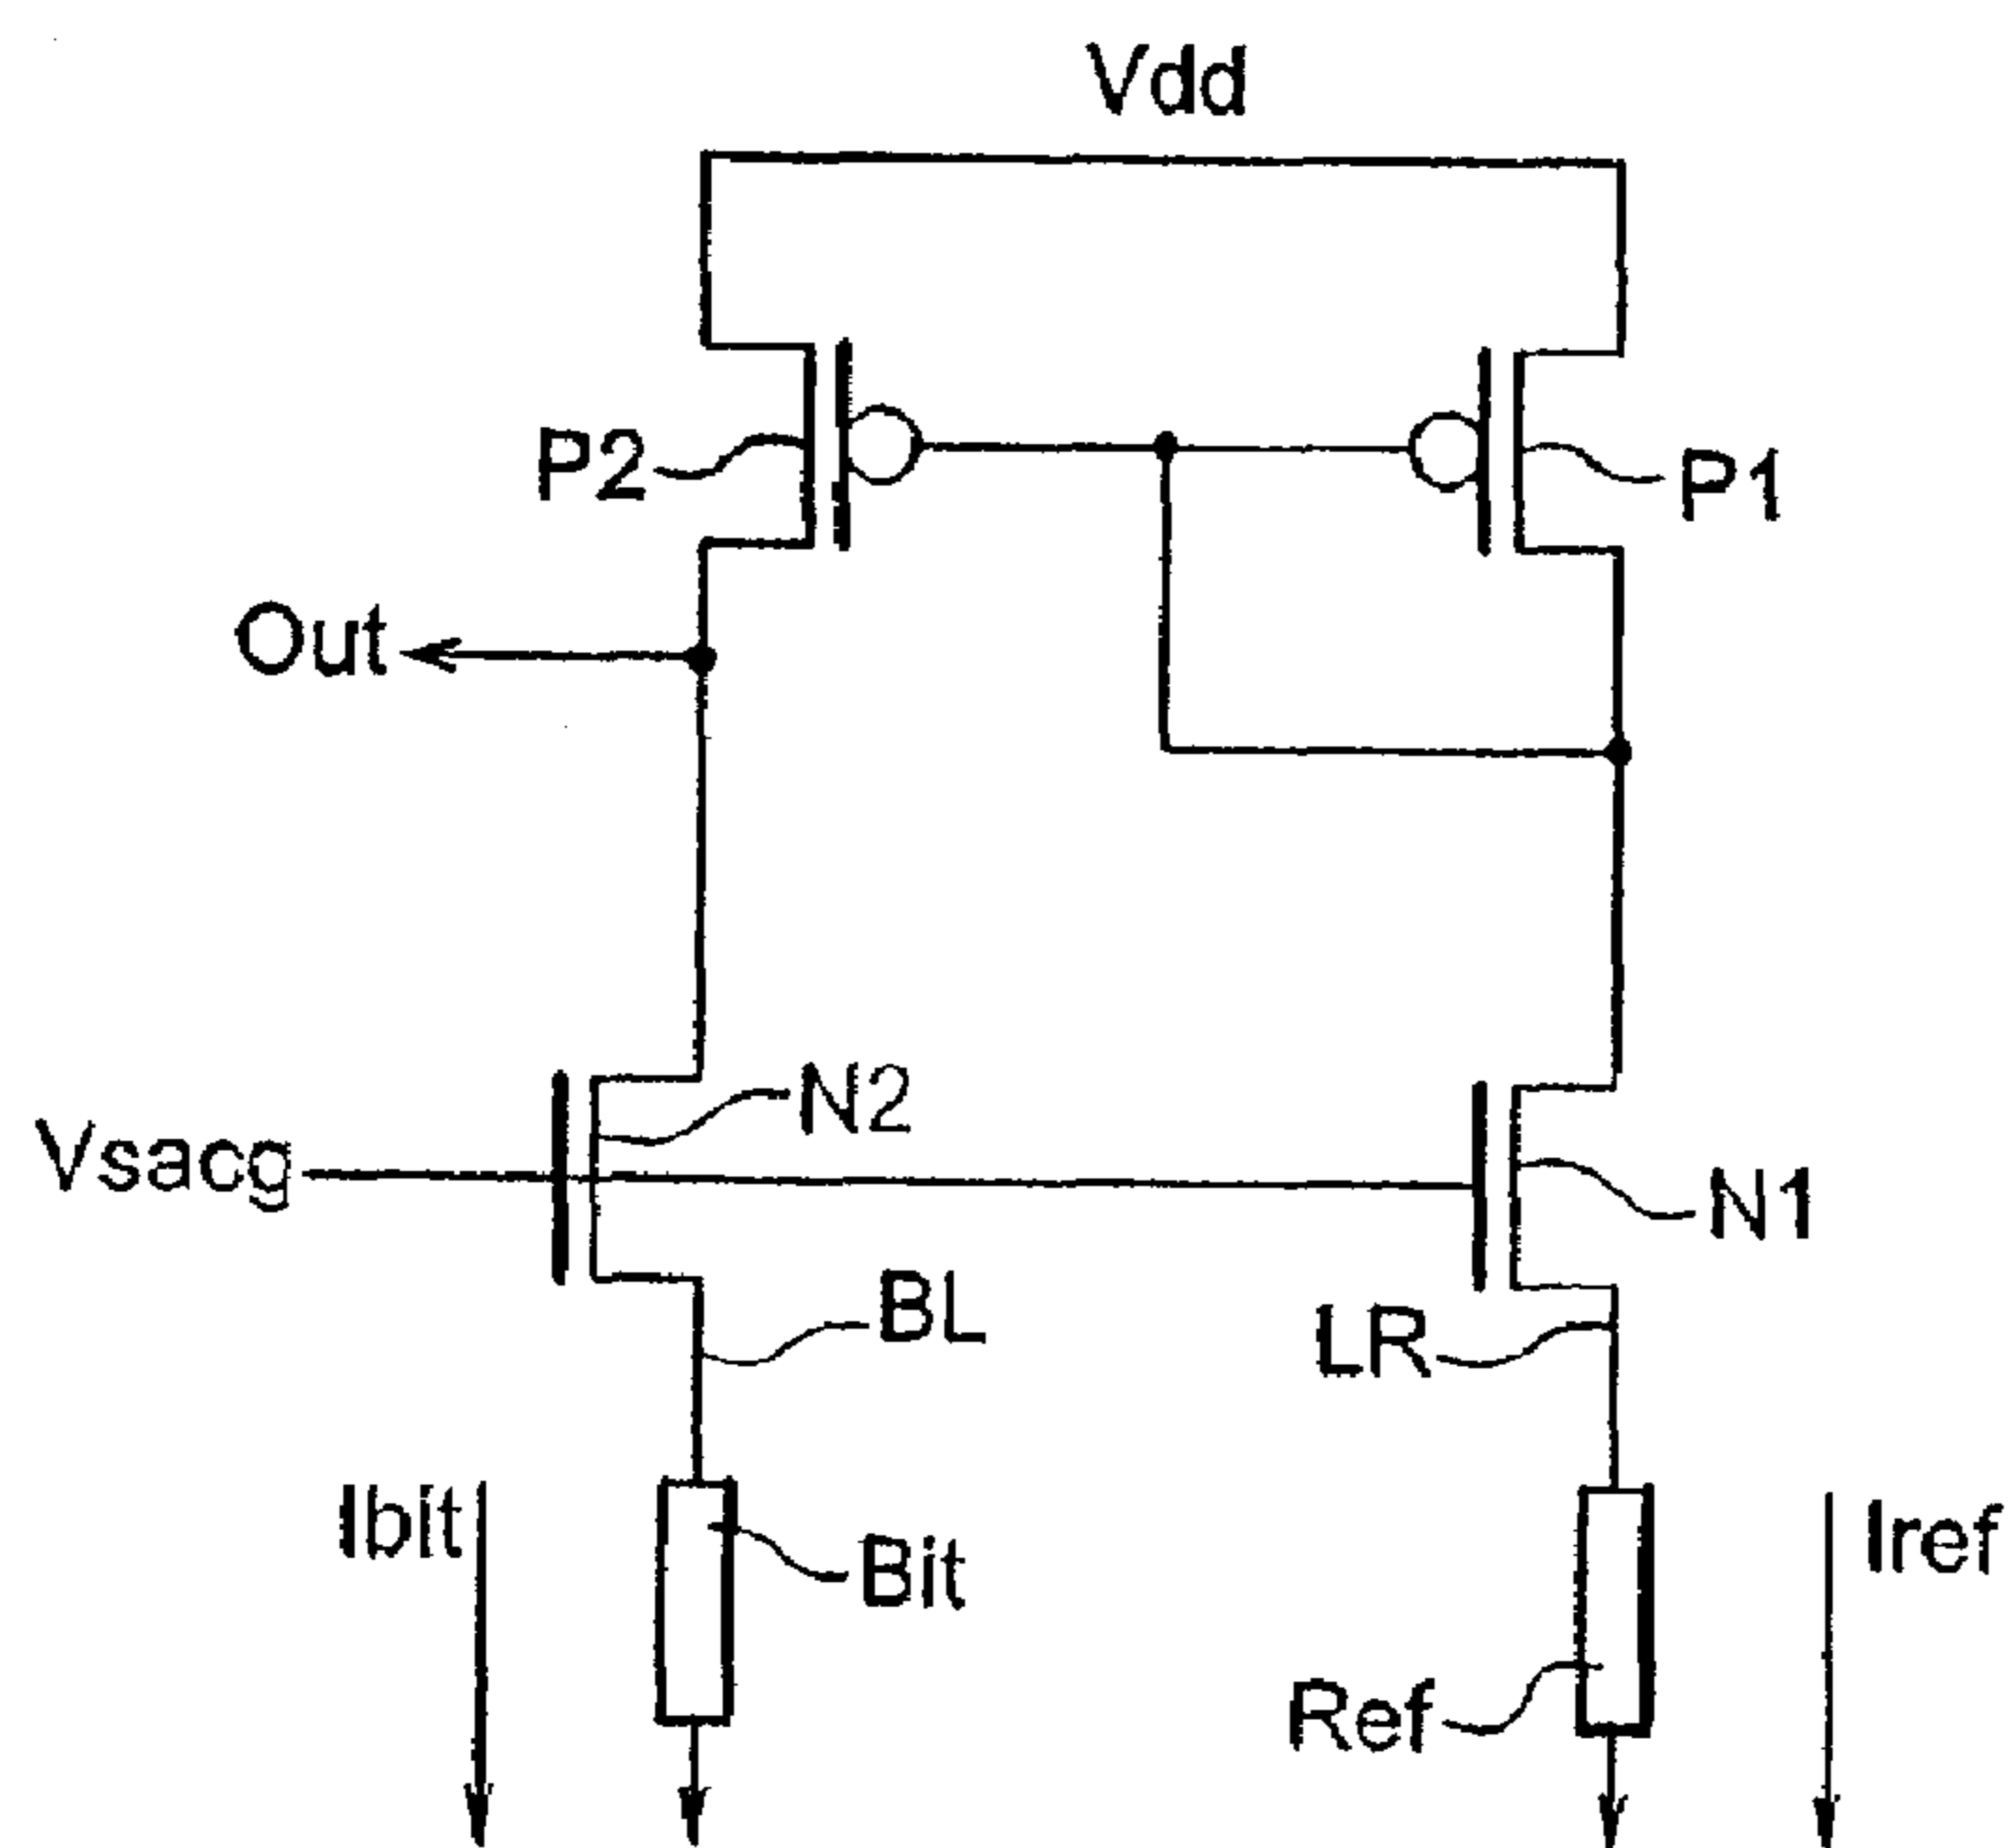 Vdd
P2
P1
Out
Vsacg
N2
N1
BL
LR
Ibit
Bit
Iref
Ref